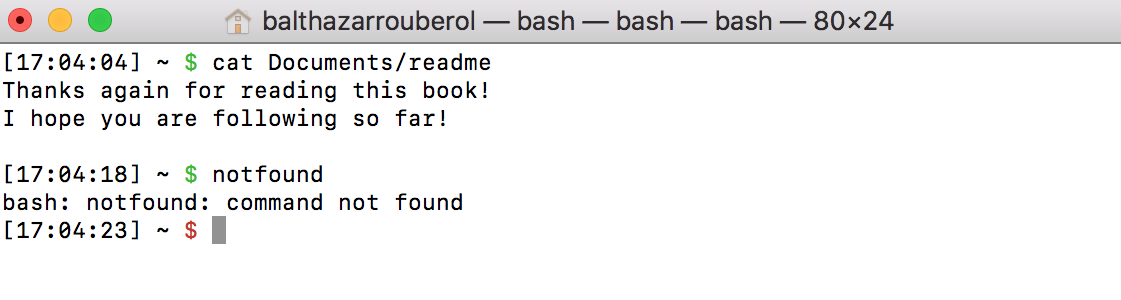 balthazarrouberol — bash — bash — bash — 80×24
[17:04:04] ~ $ cat Documents/readme
Thanks again for reading this book!
I hope you are following so far!

[17:04:18] ~ $ notfound
bash: notfound: command not found
[17:04:23] ~ $